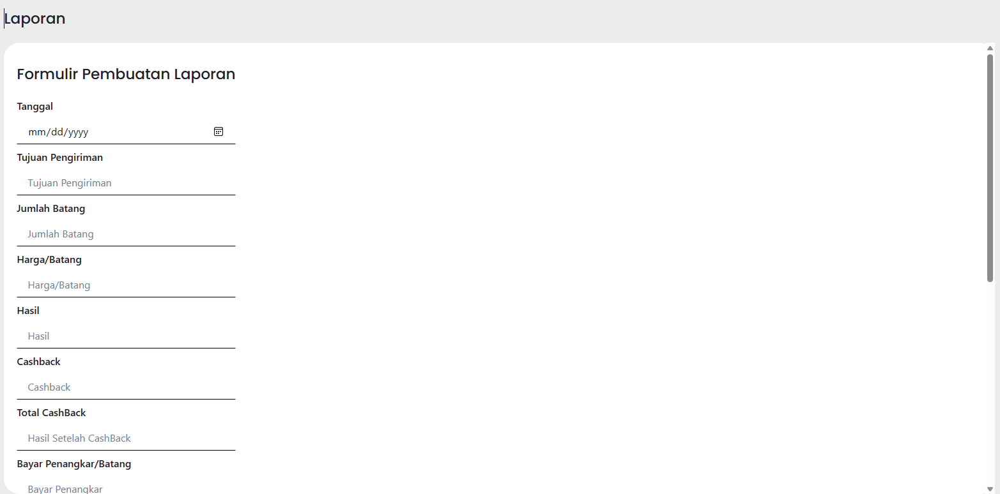 Laporan
Formulir Pembuatan Laporan
Tanggal
mm/dd/yyyy
Tujuan Pengiriman
Tujuan Pengiriman
Jumlah Batang
Jumlah Batang
Harga/Batang
Harga/Batang
Hasil
Hasil
Cashback
Cashback
Total CashBack
Hasil Setelah CashBack
Bayar Penangkar/Batang
Bayar Penangkar